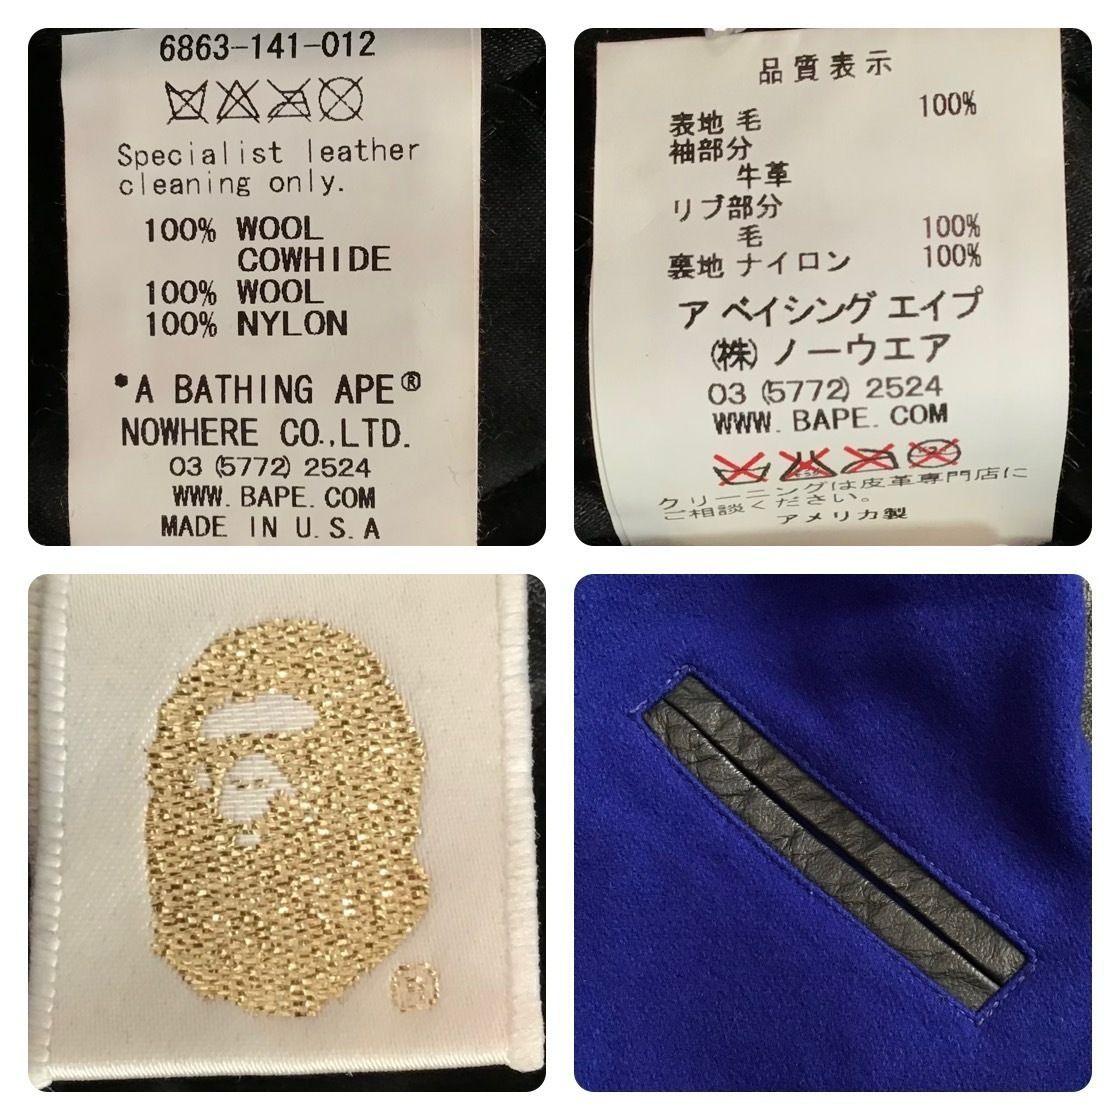 6863-141-012
Specialist leather
cleaning only.
100% WOOL
COWHIDE
100% WOOL
100% NYLON
*A BATHING APE®
NOWHERE CO.,LTD.
03 (5772) 2524
WWW. BAPE. COM
MADE IN U.S.A
品質表示
表地 毛 100%
袖部分
牛革
リブ部分
毛 100%
裏地 ナイロン 100%
ア ベイシング エイプ
(株) ノーウエア
03 (5772) 2524
WWW. BAPE. COM
クリーニングは皮革専門店に
ご相談ください。
アメリカ製